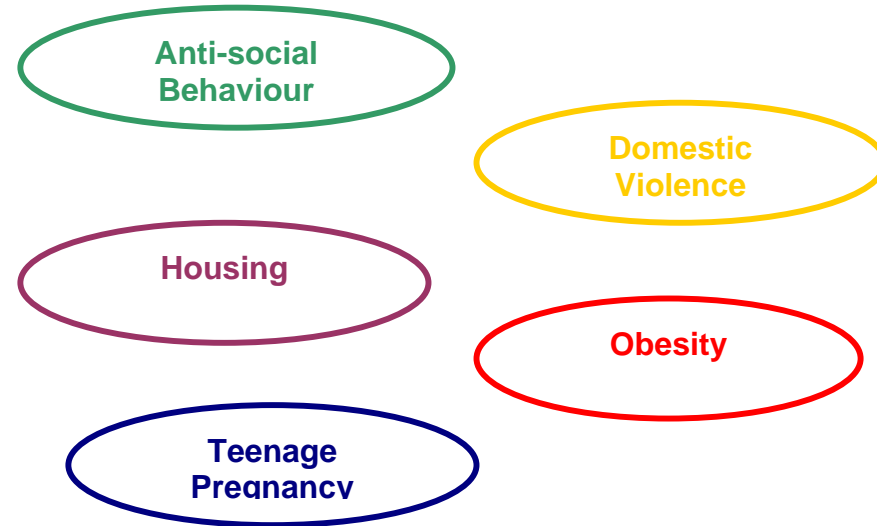 Anti-social
Behaviour
Domestic
Violence
Housing
Obesity
Teenage
Pregnancy